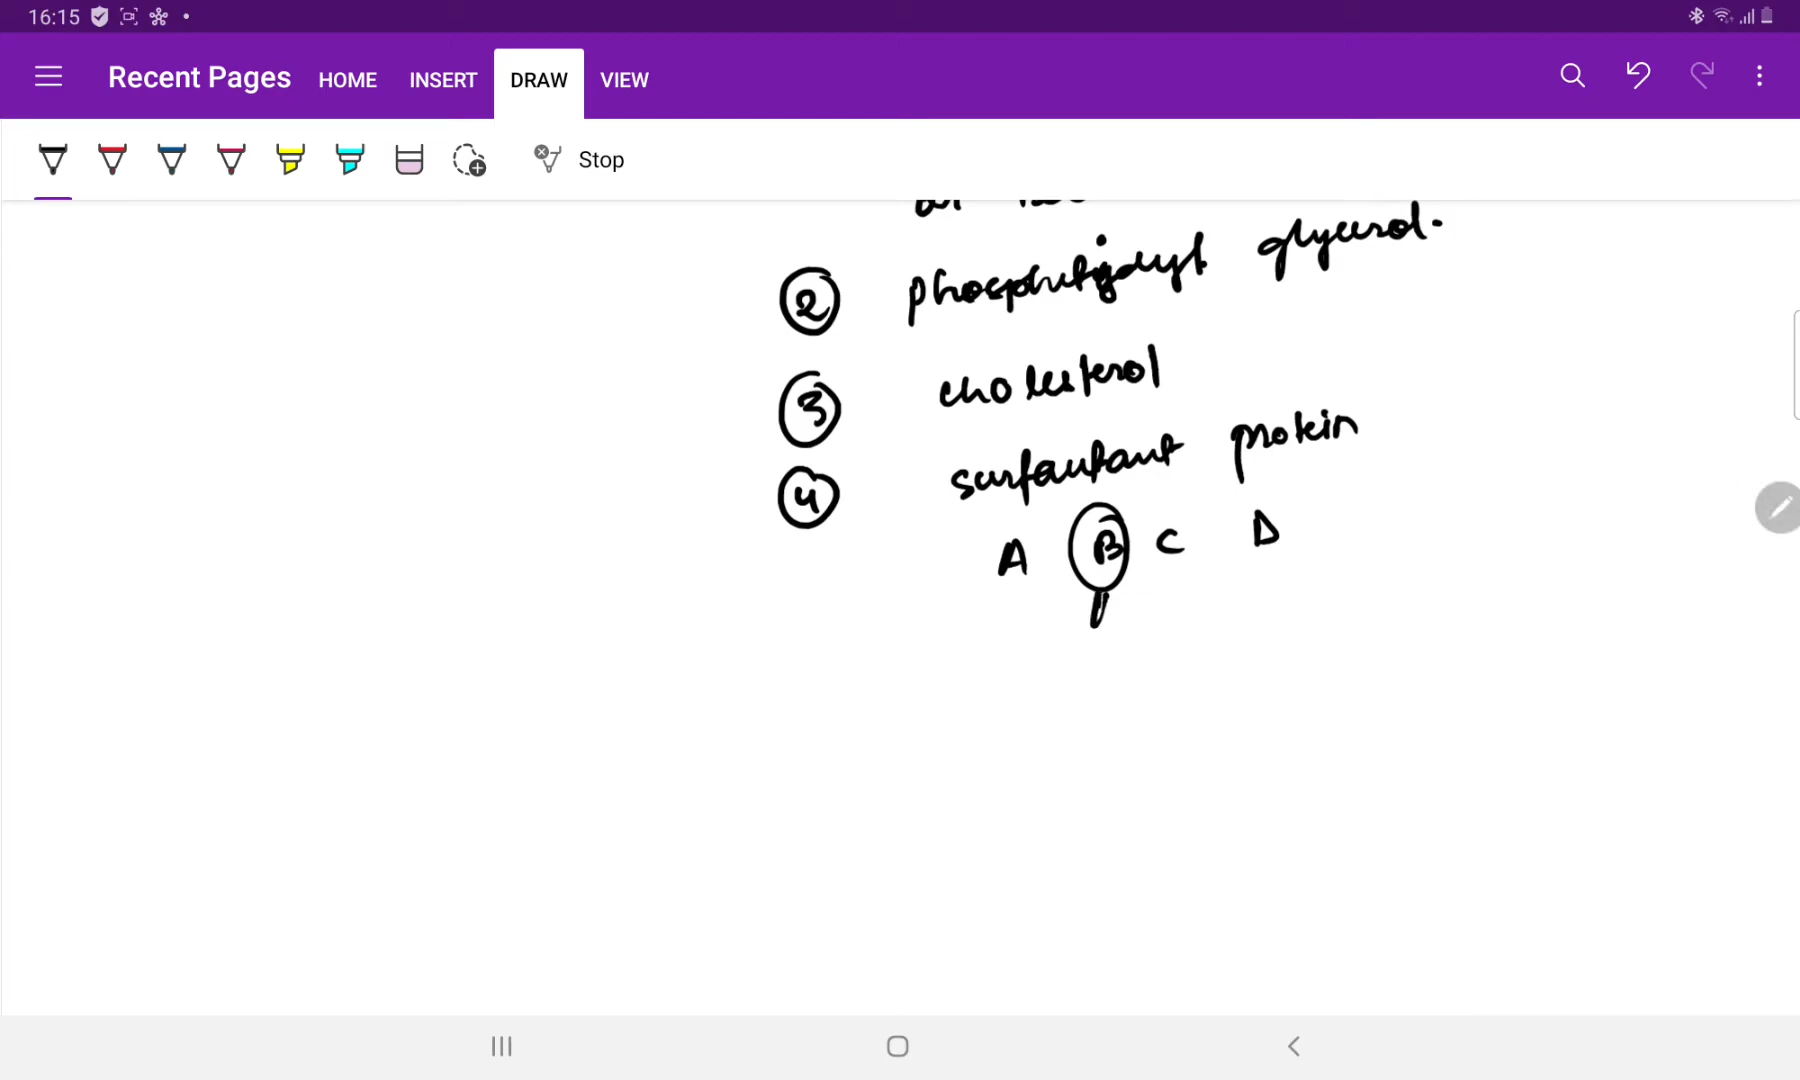 16:15
Recent Pages HOME INSERT DRAW VIEW
Stop
② phosphatidyl glycerol.
③ cholesterol
④ surfactant protein
A B C D